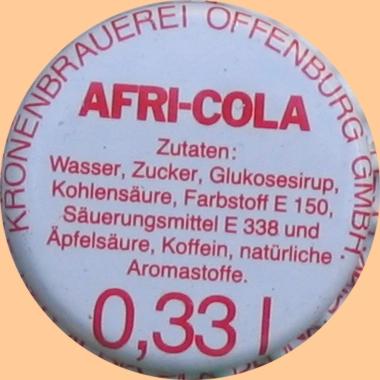 KRONENBRAUEREI OFFENBURG GMBH
AFRI-COLA
Zutaten:
Wasser, Zucker, Glukosesirup,
Kohlensäure, Farbstoff E 150,
Säuerungsmittel E 338 und
Äpfelsäure, Koffein, natürliche
Aromastoffe.
0,33 l